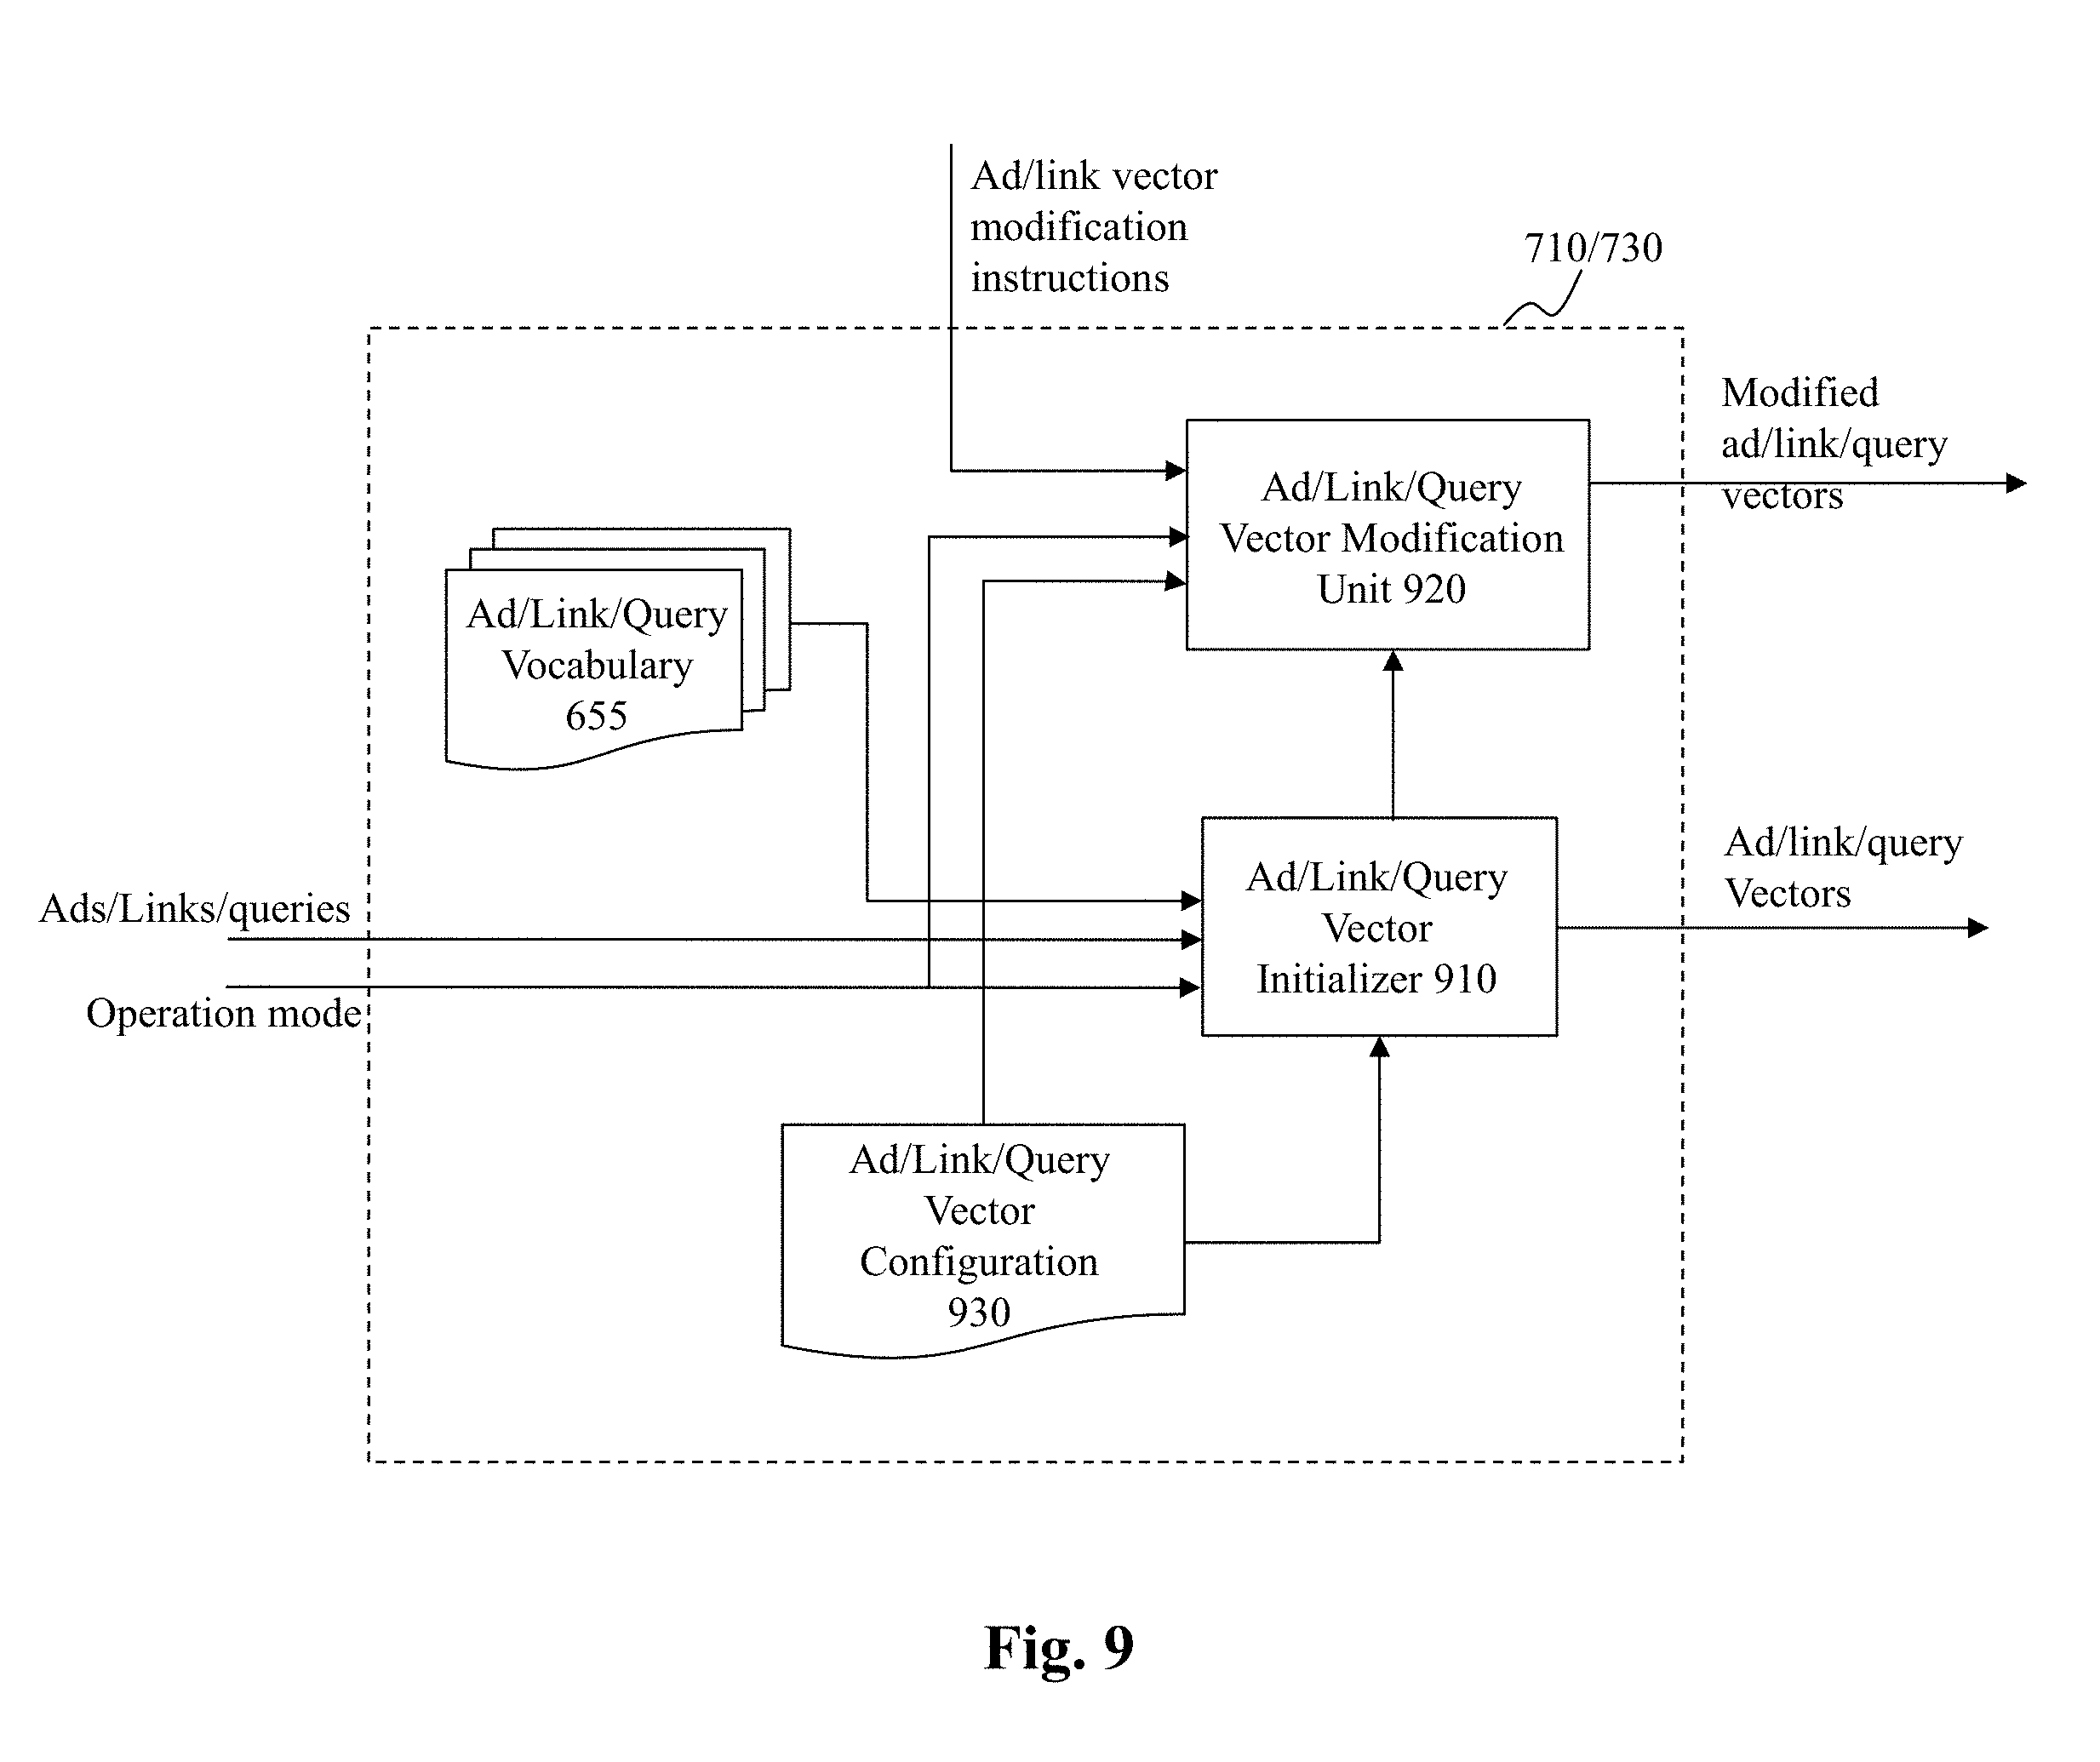 Ad/link vector
modification
instructions
710/730
Modified
ad/link/query
vectors
Ad/Link/Query
Vector Modification
Unit 920
Ad/Link/Query
Vocabulary
655
Ad/link/query
Vectors
Ad/Link/Query
Vector
Initializer 910
Ads/Links/queries
Operation mode
Ad/Link/Query
Vector
Configuration
930
Fig. 9